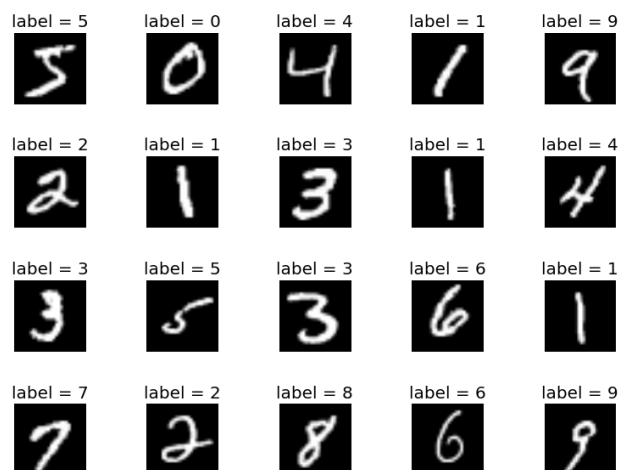 label = 5 label = 0 label = 4 label = 1 label = 9
5 0 4 1 9
label = 2 label = 1 label = 3 label = 1 label = 4
2 1 3 1 4
label = 3 label = 5 label = 3 label = 6 label = 1
3 5 3 6 1
label = 7 label = 2 label = 8 label = 6 label = 9
7 2 8 6 9